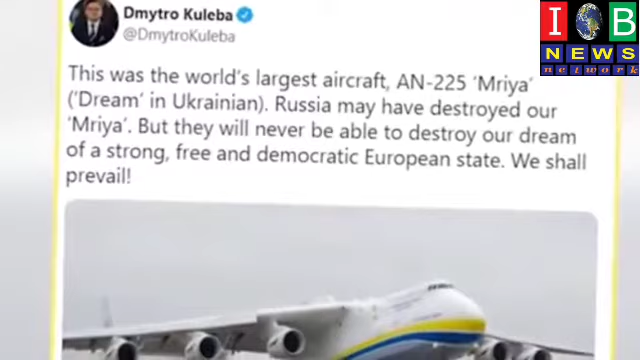 Dmytro Kuleba
@DmytroKuleba
This was the world's largest aircraft, AN-225 'Mriya'
('Dream' in Ukrainian). Russia may have destroyed our
'Mriya'. But they will never be able to destroy our dream
of a strong, free and democratic European state. We shall
prevail!
I B
NEWS
network